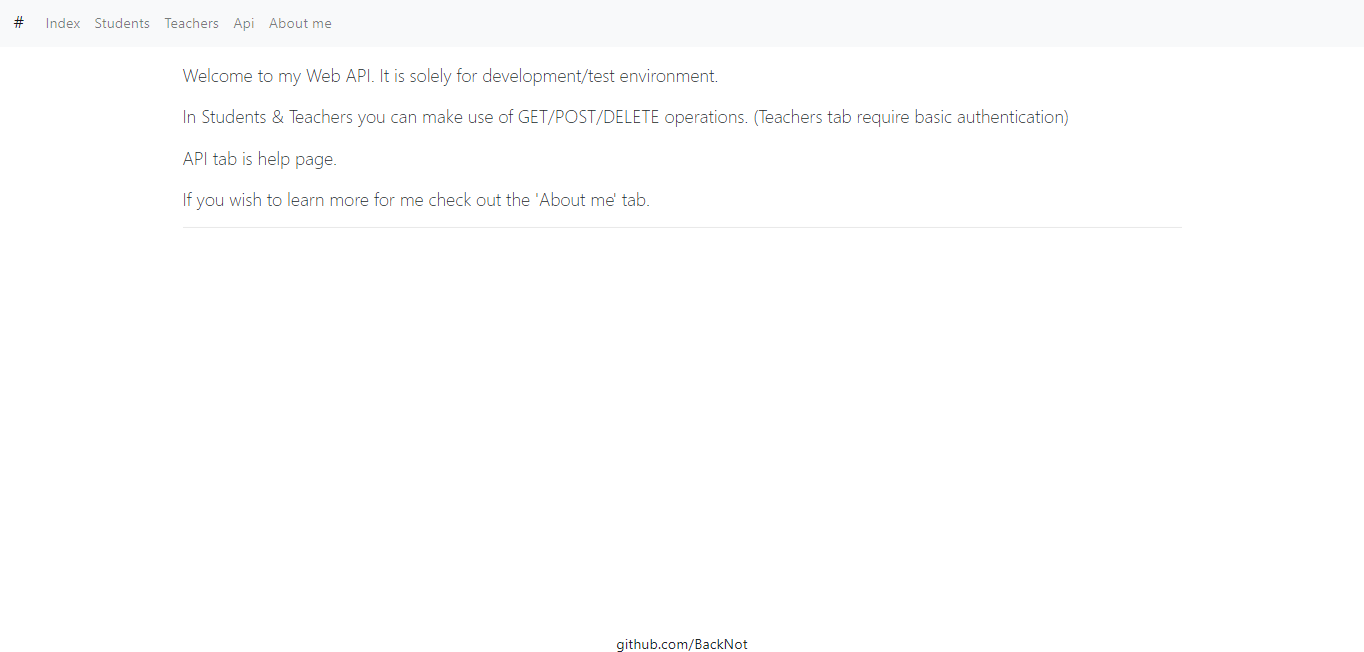 # Index Students Teachers Api About me
Welcome to my Web API. It is solely for development/test environment.
In Students & Teachers you can make use of GET/POST/DELETE operations. (Teachers tab require basic authentication)
API tab is help page.
If you wish to learn more for me check out the 'About me' tab.
github.com/BackNot